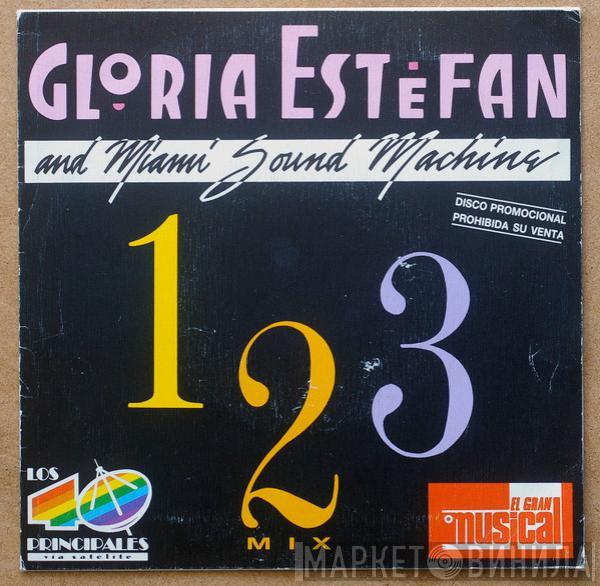 GLORIA ESTEFAN
and Miami Sound Machine
DISCO PROMOCIONAL
PROHIBIDA SU VENTA
1
2
3
LOS
40
PRINCIPALES
via satélite
MIX
EL GRAN
musical
МАРКЕТ ВИНИЛА